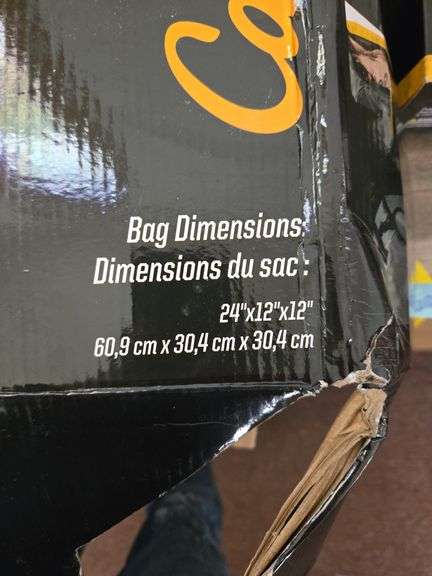 Bag Dimensions:
Dimensions du sac :
24"x12"x12"
60,9 cm x 30,4 cm x 30,4 cm